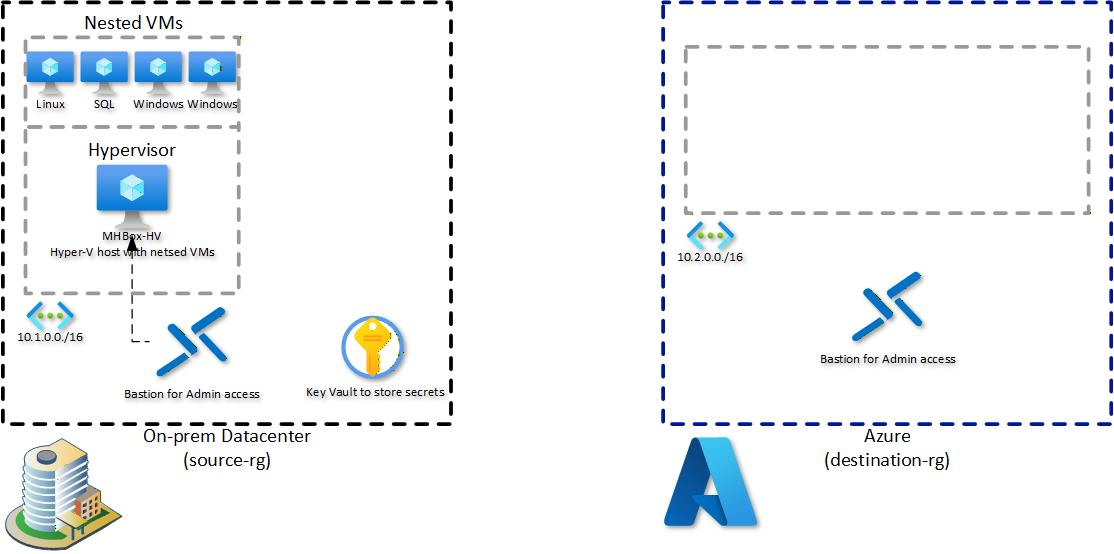 Nested VMs
Linux
SQL
Windows
Windows
Hypervisor
MHBox-HV
Hyper-V host with netsed VMs
10.1.0.0./16
Bastion for Admin access
Key Vault to store secrets
On-prem Datacenter
(source-rg)
10.2.0.0./16
Bastion for Admin access
Azure
(destination-rg)